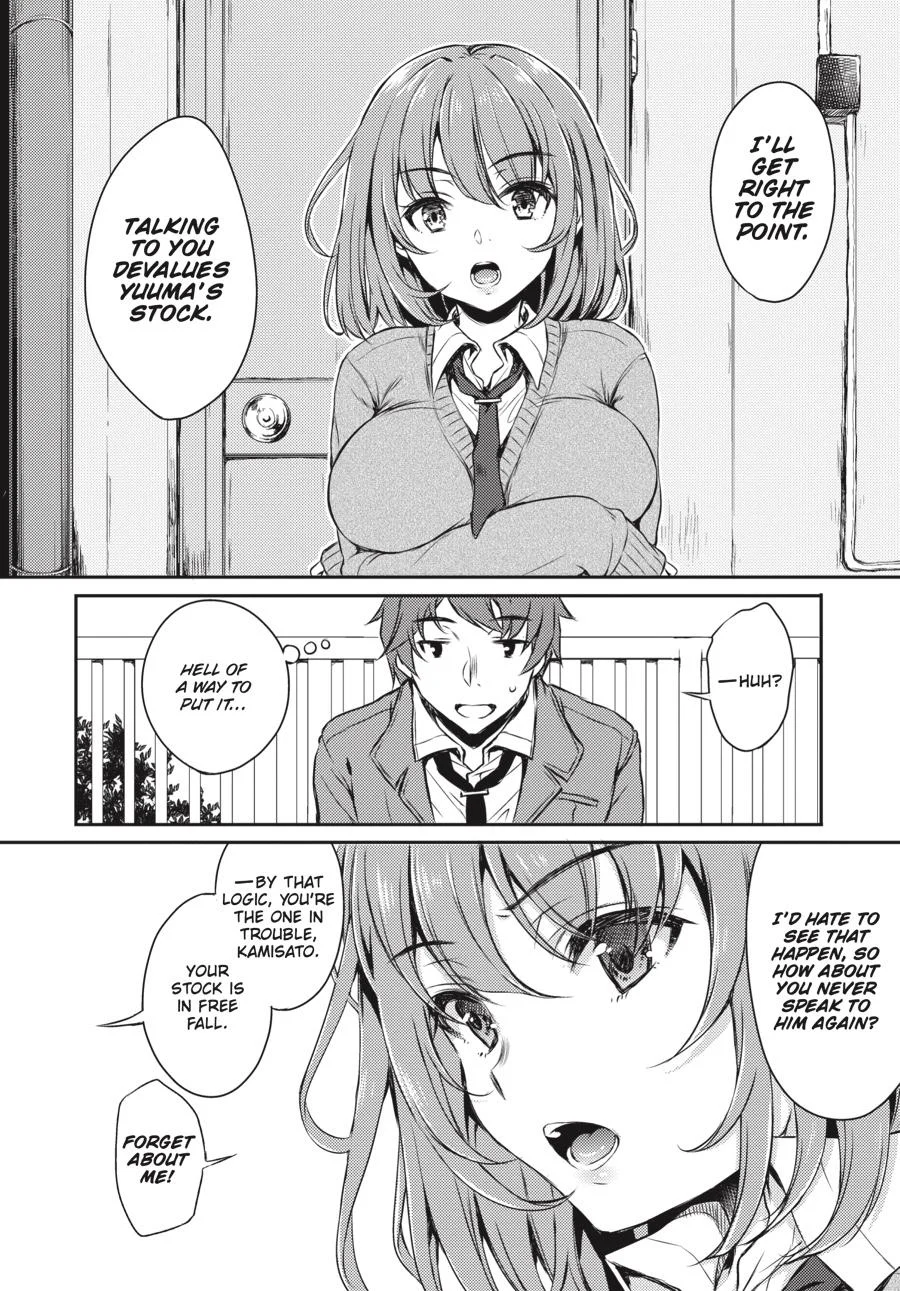 I'LL
GET
RIGHT
TO THE
POINT.
TALKING
TO YOU
DEVALUES
YUUMA'S
STOCK.
—HUH?
HELL OF
A WAY TO
PUT IT...
I'D HATE TO
SEE THAT
HAPPEN, SO
HOW ABOUT
YOU NEVER
SPEAK TO
HIM AGAIN?
—BY THAT
LOGIC, YOU'RE
THE ONE IN
TROUBLE,
KAMISATO.
YOUR
STOCK IS
IN FREE
FALL.
FORGET
ABOUT
ME!